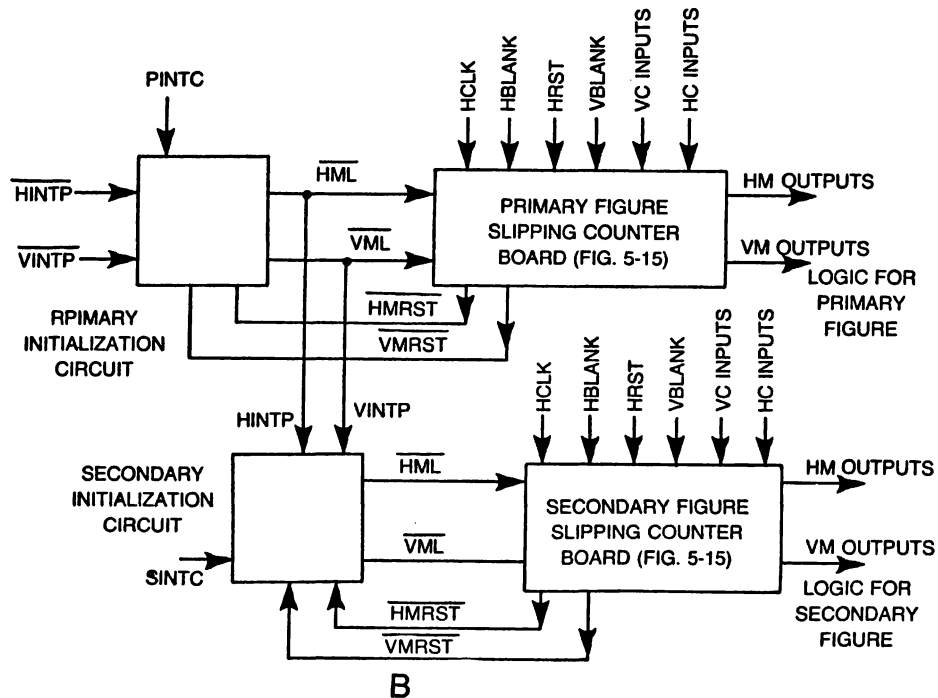 PINTC
HCLK
HBLANK
HRST
VBLANK
VC INPUTS
HC INPUTS
HINTP
VINTP
HML
VML
PRIMARY FIGURE
SLIPPING COUNTER
BOARD (FIG. 5-15)
HM OUTPUTS
VM OUTPUTS
LOGIC FOR
PRIMARY
FIGURE
HMRST
VMRST
RPIMARY
INITIALIZATION
CIRCUIT
HINTP
VINTP
HCLK
HBLANK
HRST
VBLANK
VC INPUTS
HC INPUTS
SECONDARY
INITIALIZATION
CIRCUIT
SINTC
HML
VML
SECONDARY FIGURE
SLIPPING COUNTER
BOARD (FIG. 5-15)
HM OUTPUTS
VM OUTPUTS
LOGIC FOR
SECONDARY
FIGURE
HMRST
VMRST
B